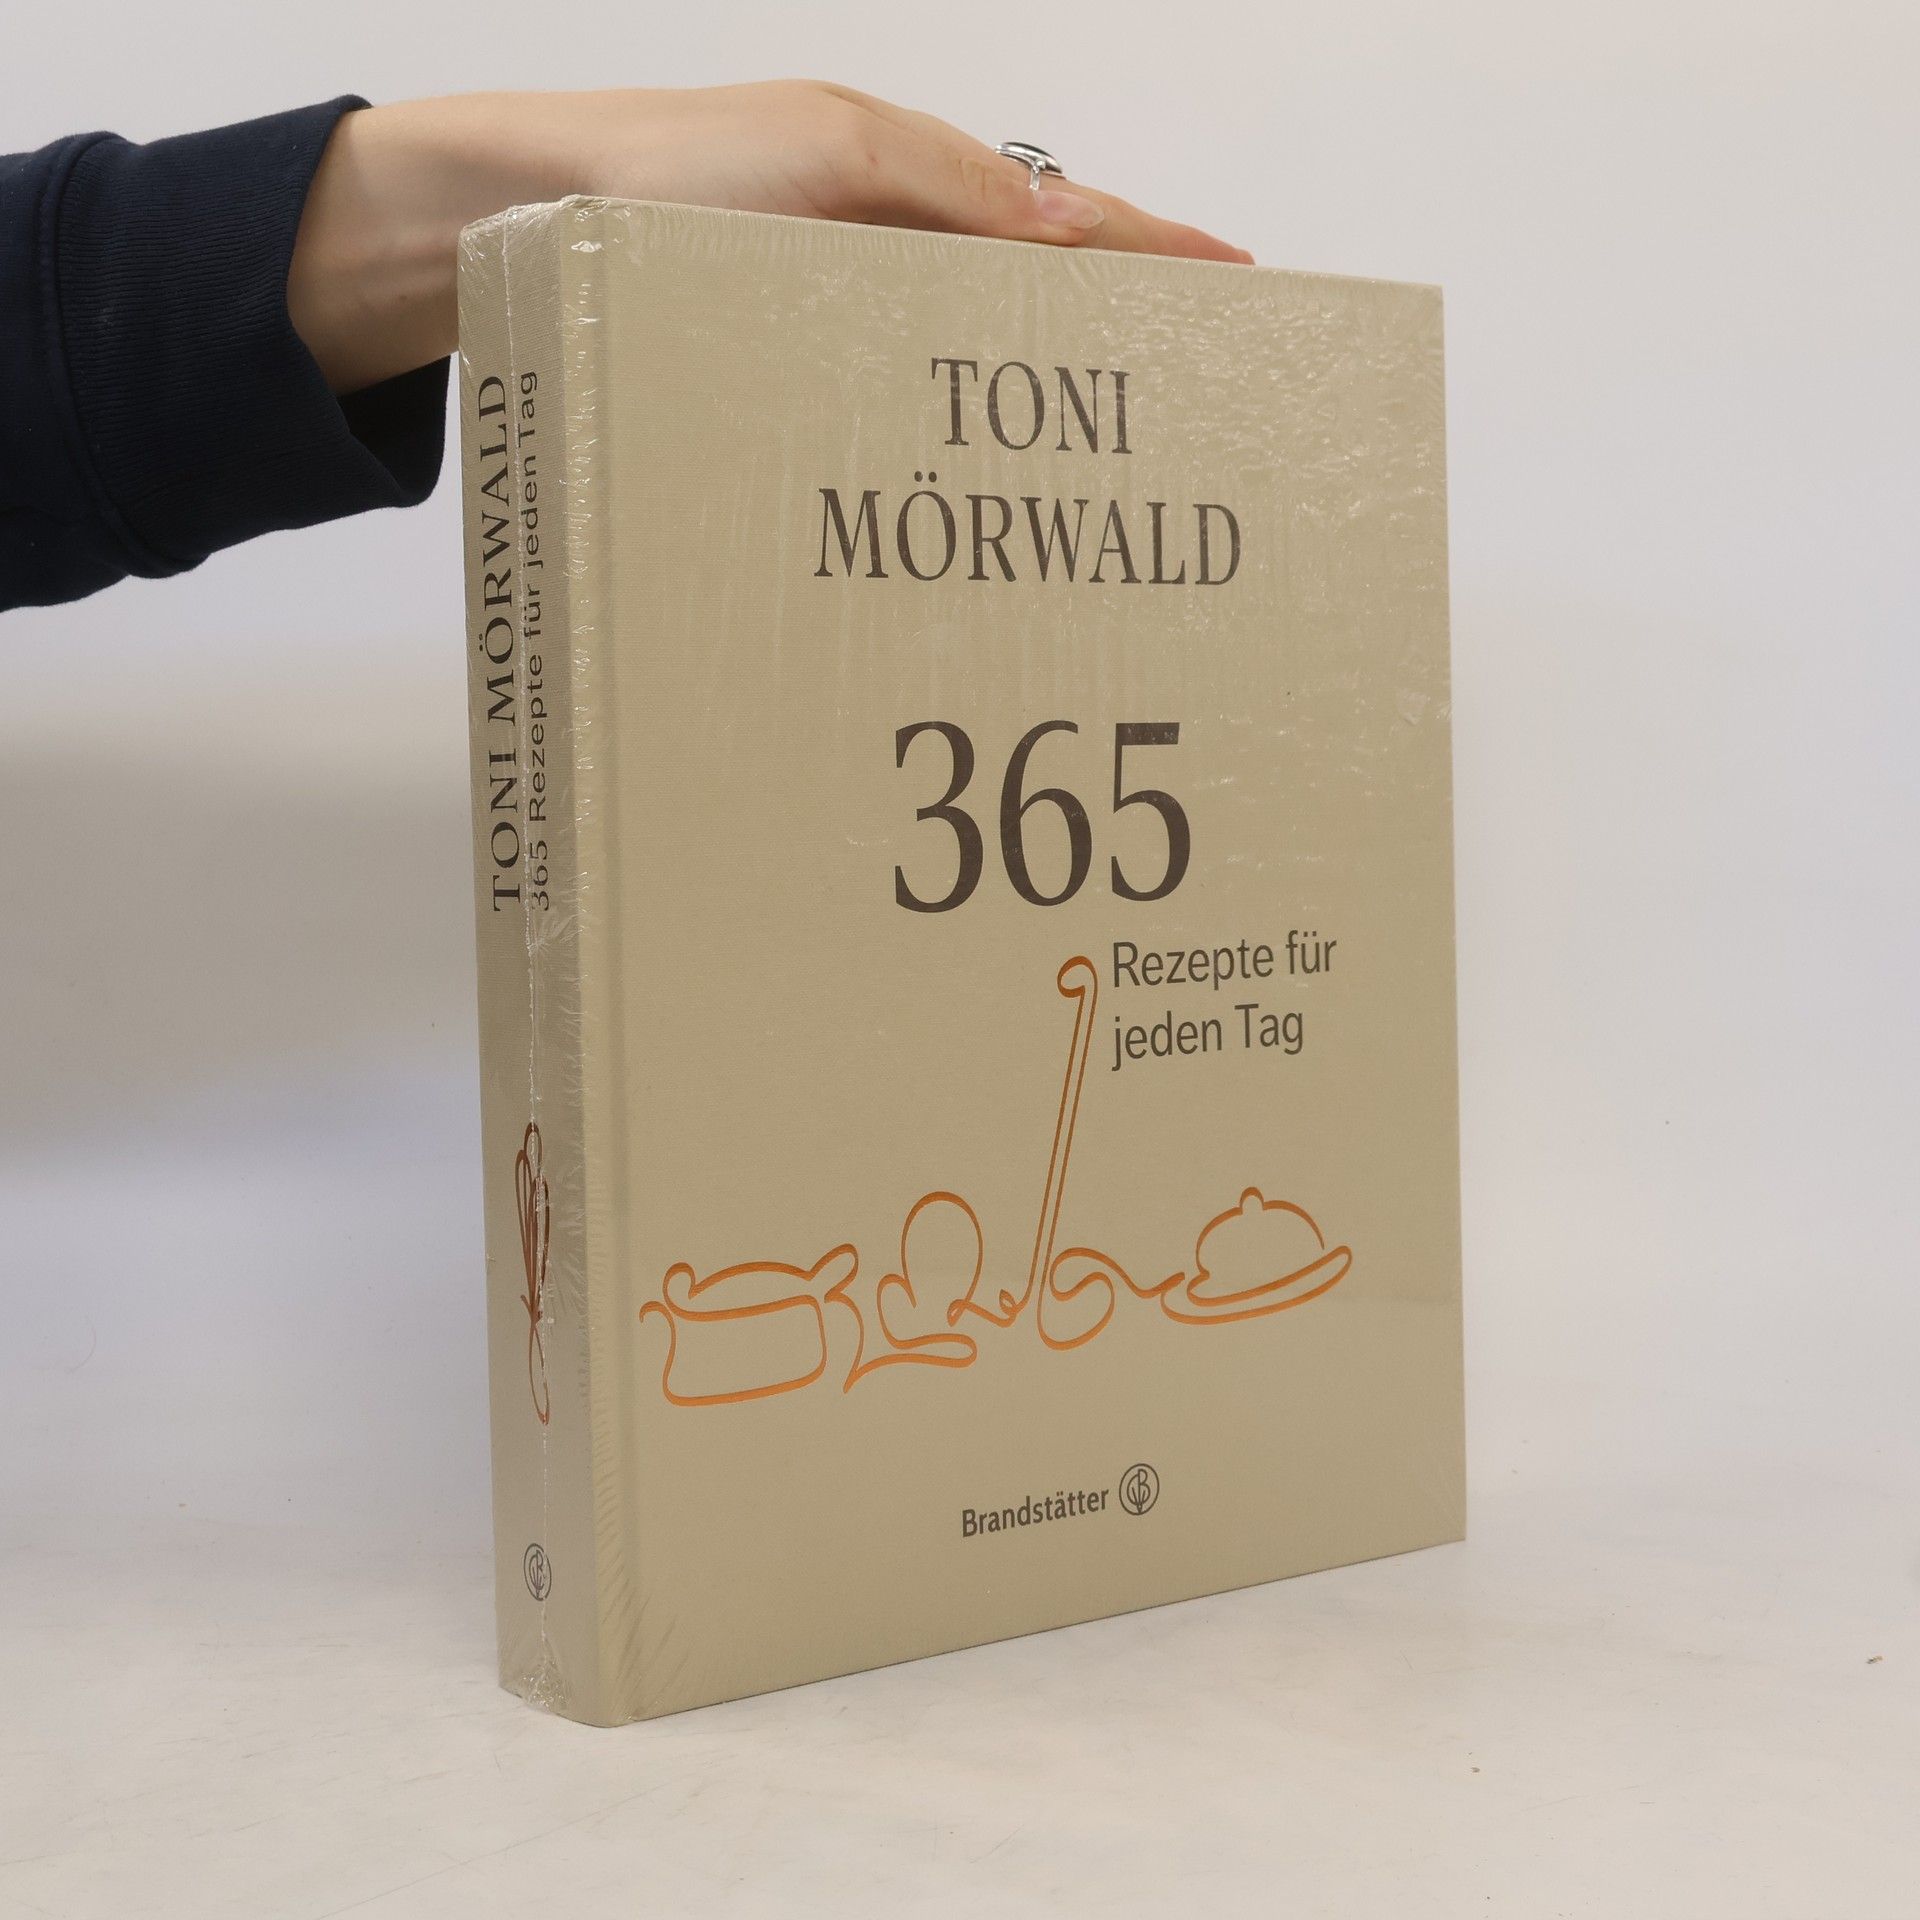 TONI MÖRWALD
365 Rezepte für jeden Tag
TONI
MÖRWALD
365
Rezepte für
jeden Tag
Brandstätter